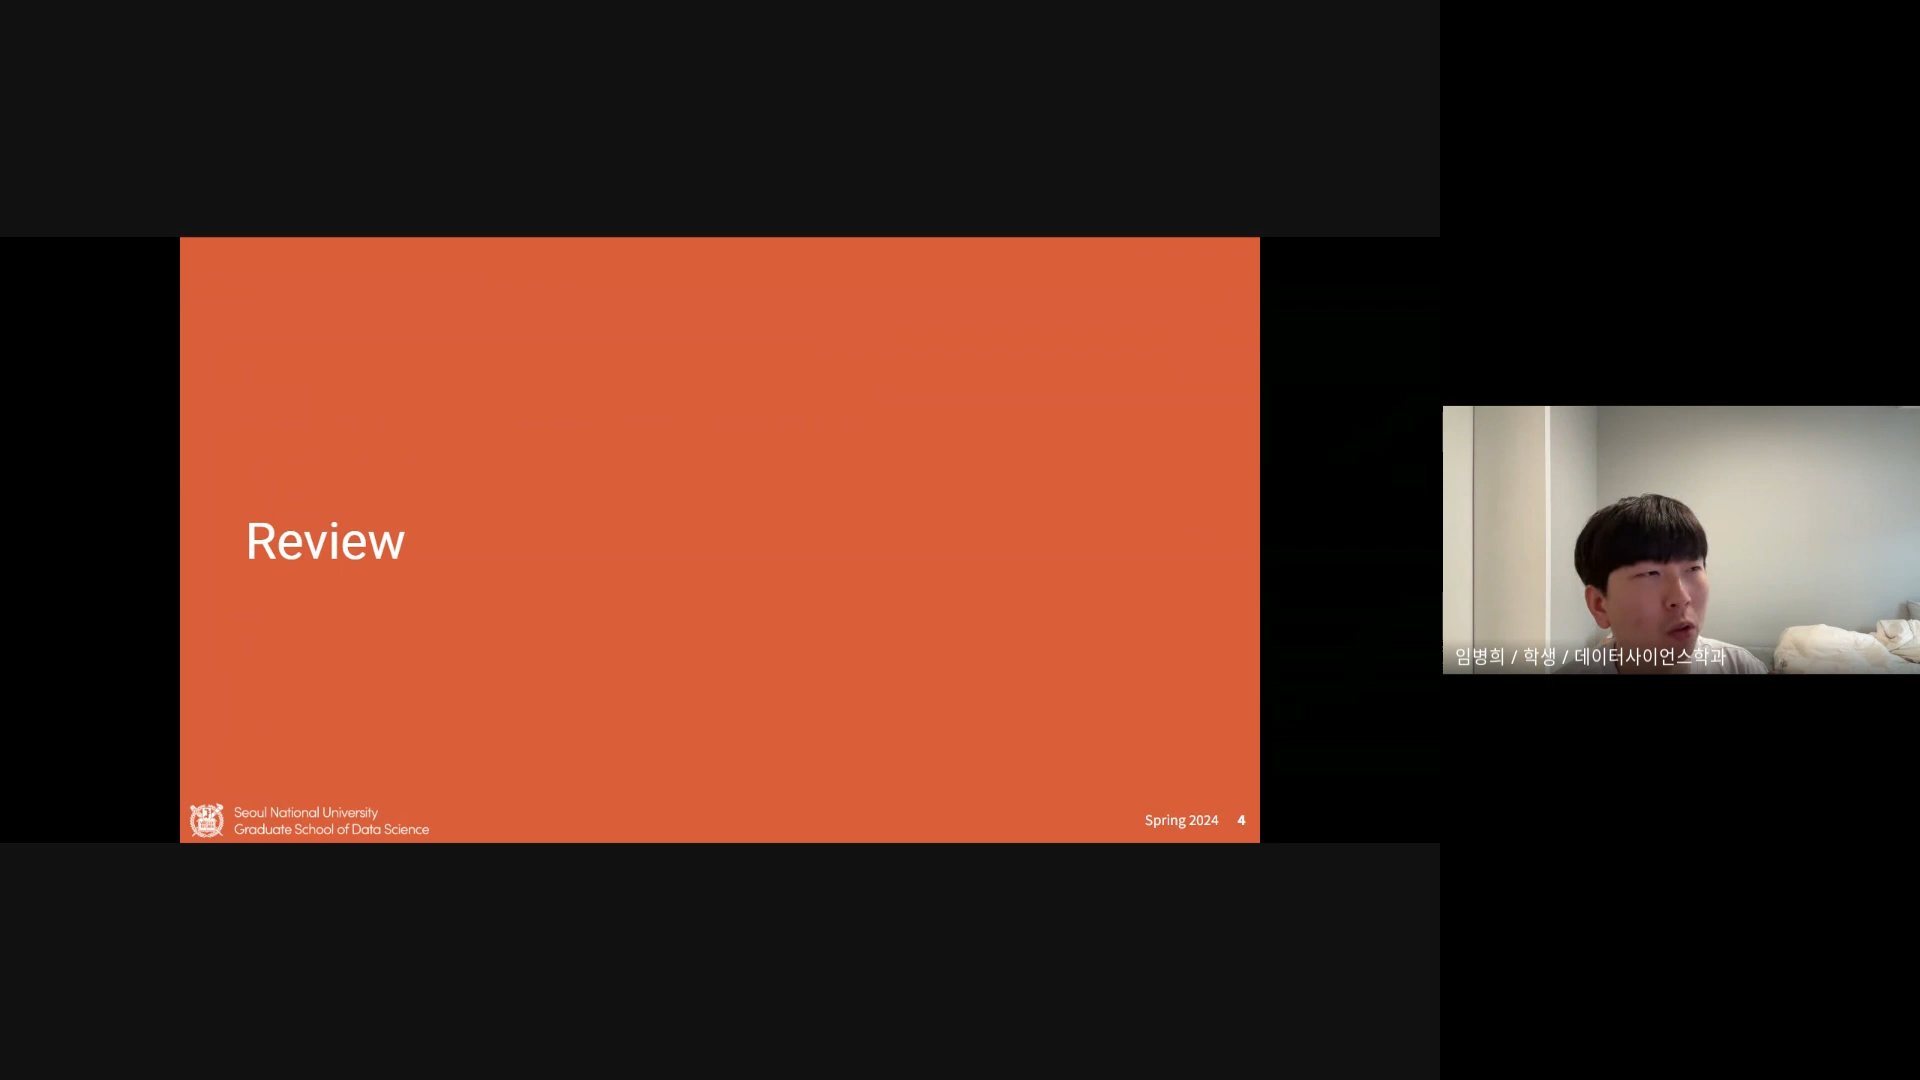 Review
Seoul National University
Graduate School of Data Science
Spring 2024 4
임병희 / 학생 / 데이터사이언스학과